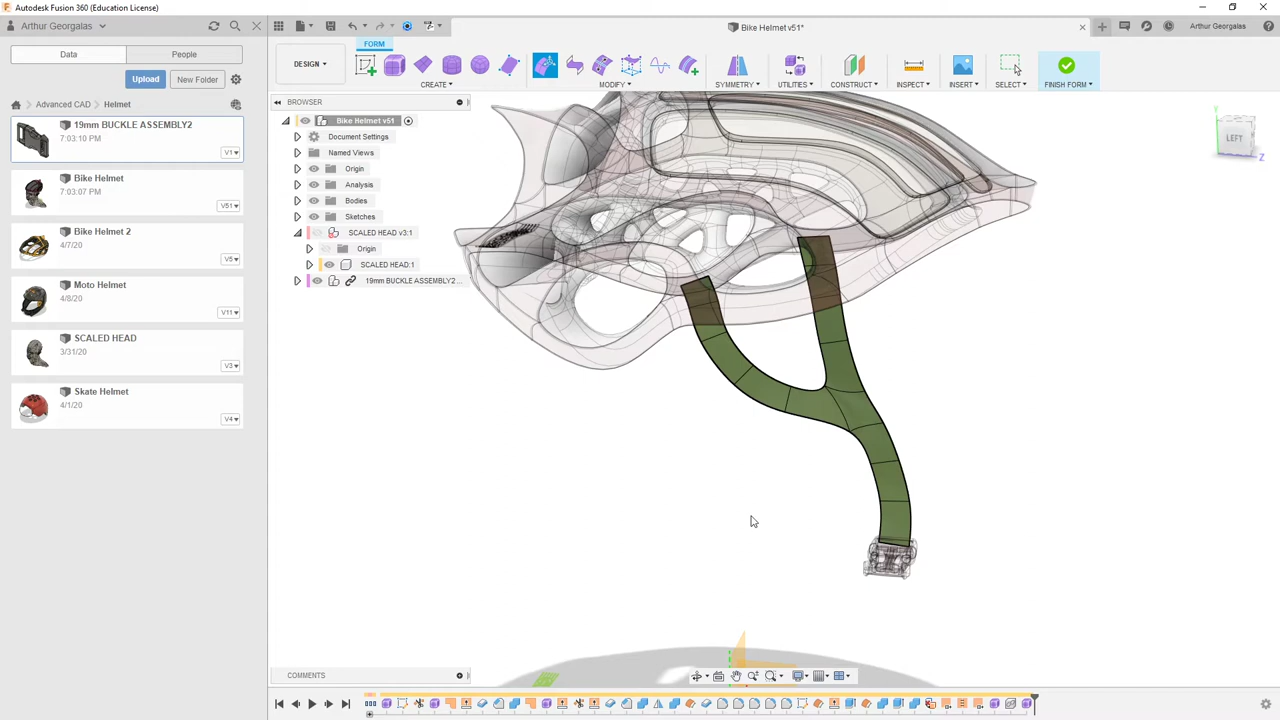 Autodesk Fusion 360 (Education License)
Arthur Georgalas
Bike Helmet v51*
Data
People
Upload
New Folder
Advanced CAD
Helmet
19mm BUCKLE ASSEMBLY2
7:03:10 PM
V1
Bike Helmet
7:03:07 PM
V51
Bike Helmet 2
4/7/20
V5
Moto Helmet
4/8/20
V11
SCALED HEAD
3/31/20
V3
Skate Helmet
4/1/20
V4
FORM
DESIGN
CREATE
MODIFY
SYMMETRY
UTILITIES
CONSTRUCT
INSPECT
INSERT
SELECT
FINISH FORM
BROWSER
Bike Helmet v51
Document Settings
Named Views
Origin
Analysis
Bodies
Sketches
SCALED HEAD v3:1
Origin
SCALED HEAD:1
19mm BUCKLE ASSEMBLY2...
Y
LEFT
Z
COMMENTS